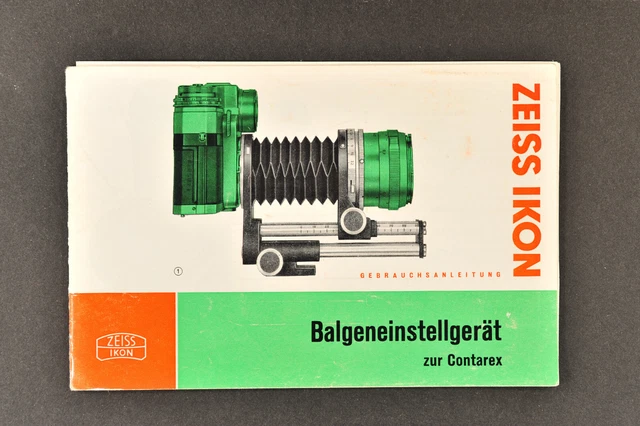 ZEISS IKON
①
GEBRAUCHSANLEITUNG
ZEISS
IKON
Balgeneinstellgerät
zur Contarex